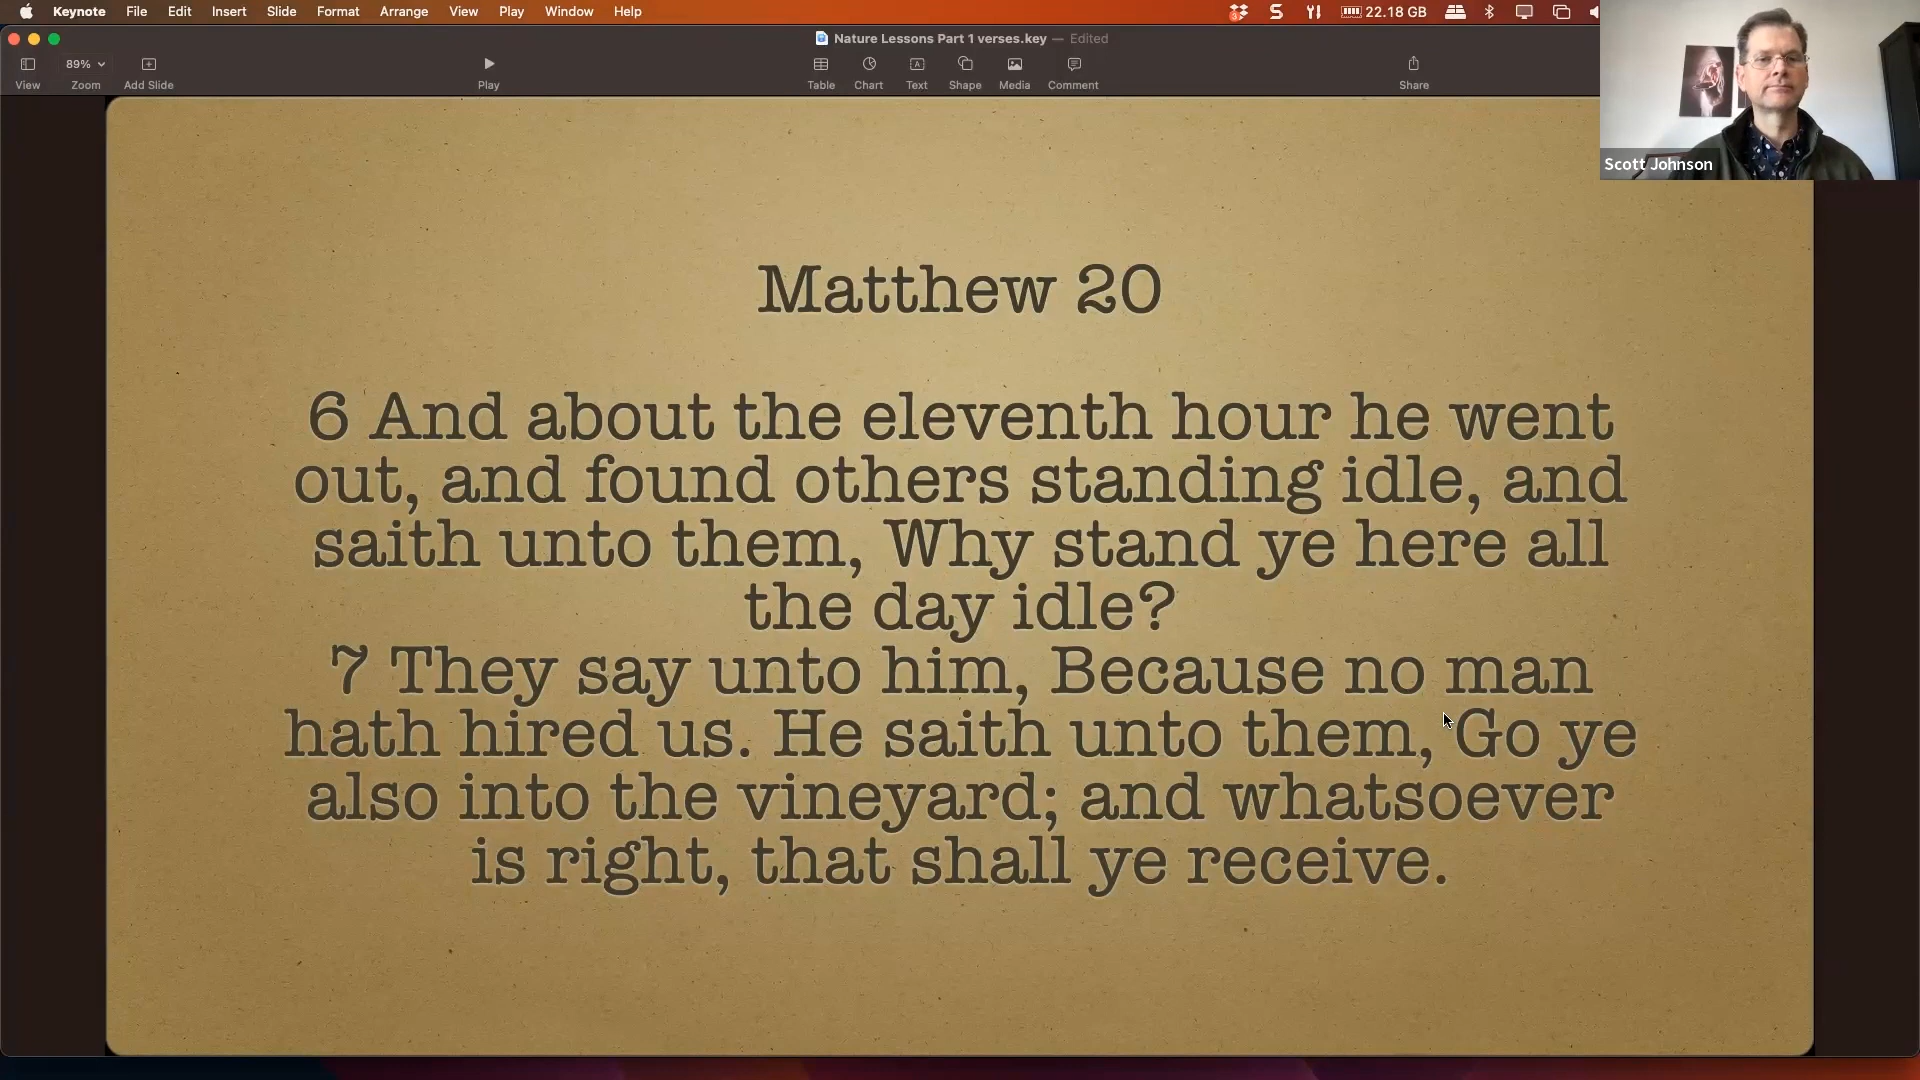 Keynote File Edit Insert Slide Format Arrange View Play Window Help 22.18 GB
Nature Lessons Part 1 verses.key — Edited
89%
View Zoom Add Slide Play Table Chart Text Shape Media Comment Share
Scott Johnson
Matthew 20
6 And about the eleventh hour he went
out, and found others standing idle, and
saith unto them, Why stand ye here all
the day idle?
7 They say unto him, Because no man
hath hired us. He saith unto them, Go ye
also into the vineyard; and whatsoever
is right, that shall ye receive.